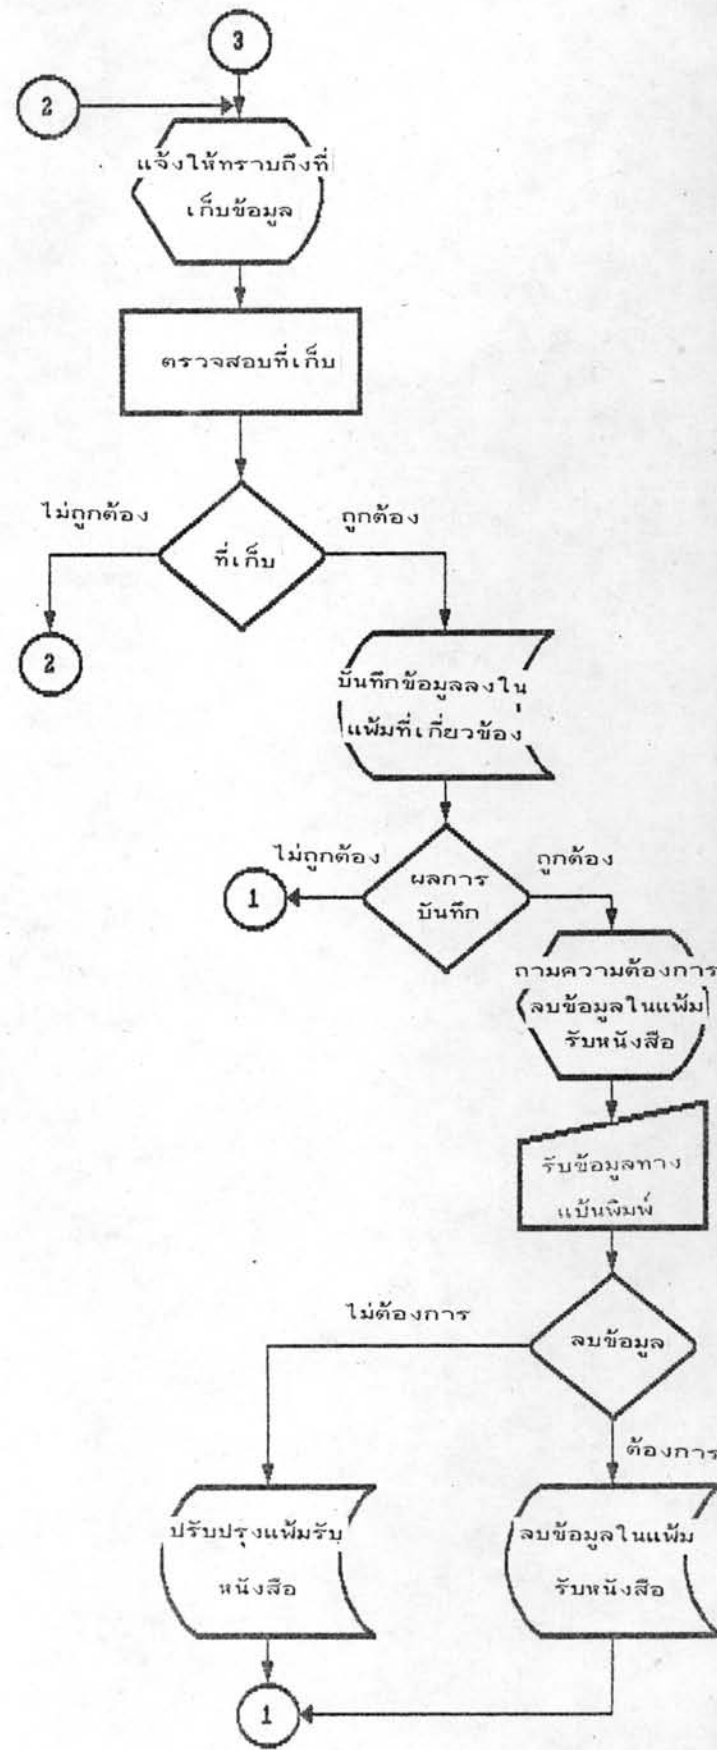 3
2
แจ้งให้ทราบถึงที่
เก็บข้อมูล
ตรวจสอบที่เก็บ
ไม่ถูกต้อง
ถูกต้อง
ที่เก็บ
2
บันทึกข้อมูลลงใน
แฟ้มที่เกี่ยวข้อง
ไม่ถูกต้อง
ถูกต้อง
1
ผลการ
บันทึก
ถามความต้องการ
ลบข้อมูลในแฟ้ม
รับหนังสือ
รับข้อมูลทาง
แป้นพิมพ์
ไม่ต้องการ
ลบข้อมูล
ต้องการ
ปรับปรุงแฟ้มรับ
หนังสือ
ลบข้อมูลในแฟ้ม
รับหนังสือ
1